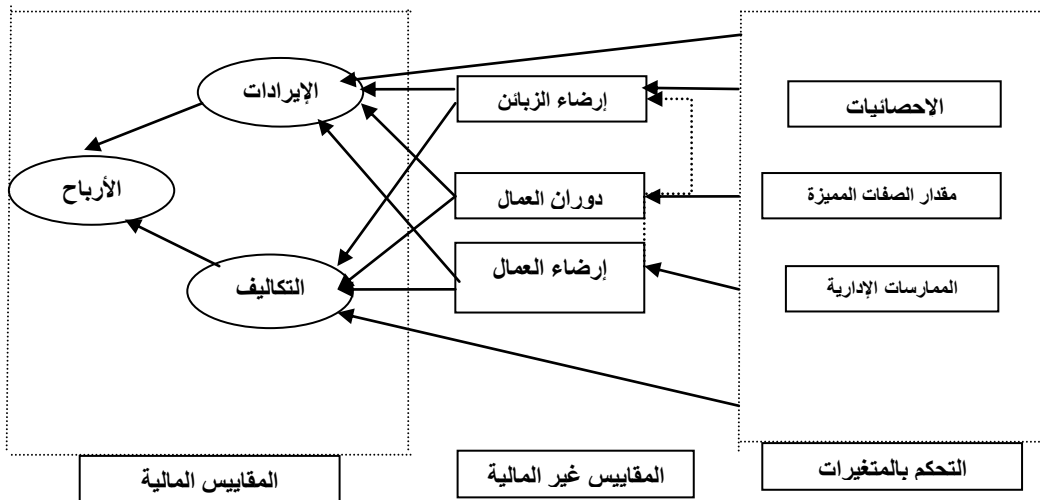 الاحصائيات
مقدار الصفات المميزة
الممارسات الإدارية
التحكم بالمتغيرات
إرضاء الزبائن
دوران العمال
إرضاء العمال
المقاييس غير المالية
الإيرادات
الأرباح
التكاليف
المقاييس المالية